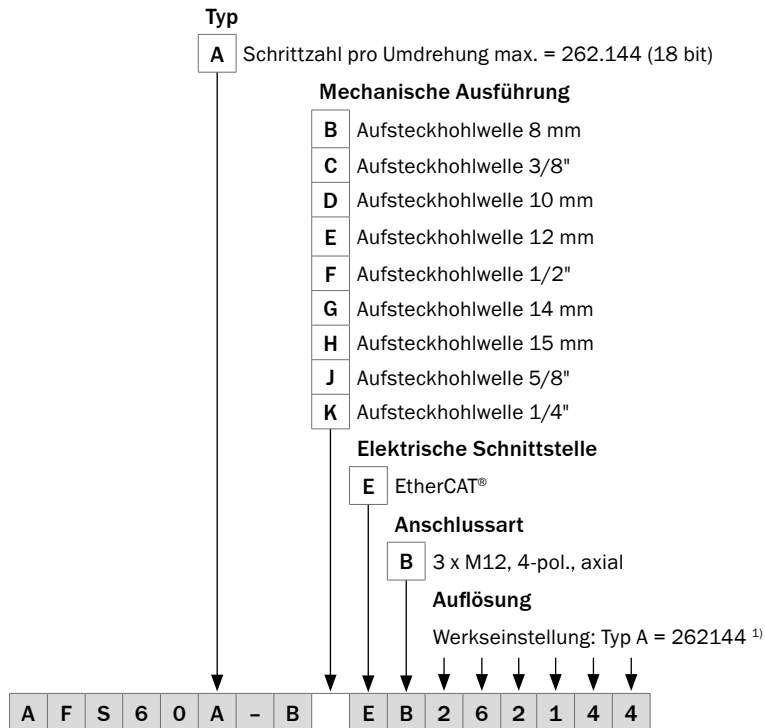 Typ
A Schrittzahl pro Umdrehung max. = 262.144 (18 bit)
Mechanische Ausführung
B Aufsteckhohlwelle 8 mm
C Aufsteckhohlwelle 3/8"
D Aufsteckhohlwelle 10 mm
E Aufsteckhohlwelle 12 mm
F Aufsteckhohlwelle 1/2"
G Aufsteckhohlwelle 14 mm
H Aufsteckhohlwelle 15 mm
J Aufsteckhohlwelle 5/8"
K Aufsteckhohlwelle 1/4"
Elektrische Schnittstelle
E EtherCAT®
Anschlussart
B 3 x M12, 4-pol., axial
Auflösung
Werkseinstellung: Typ A = 262144 1)
A F S 6 0 A – B E B 2 6 2 1 4 4